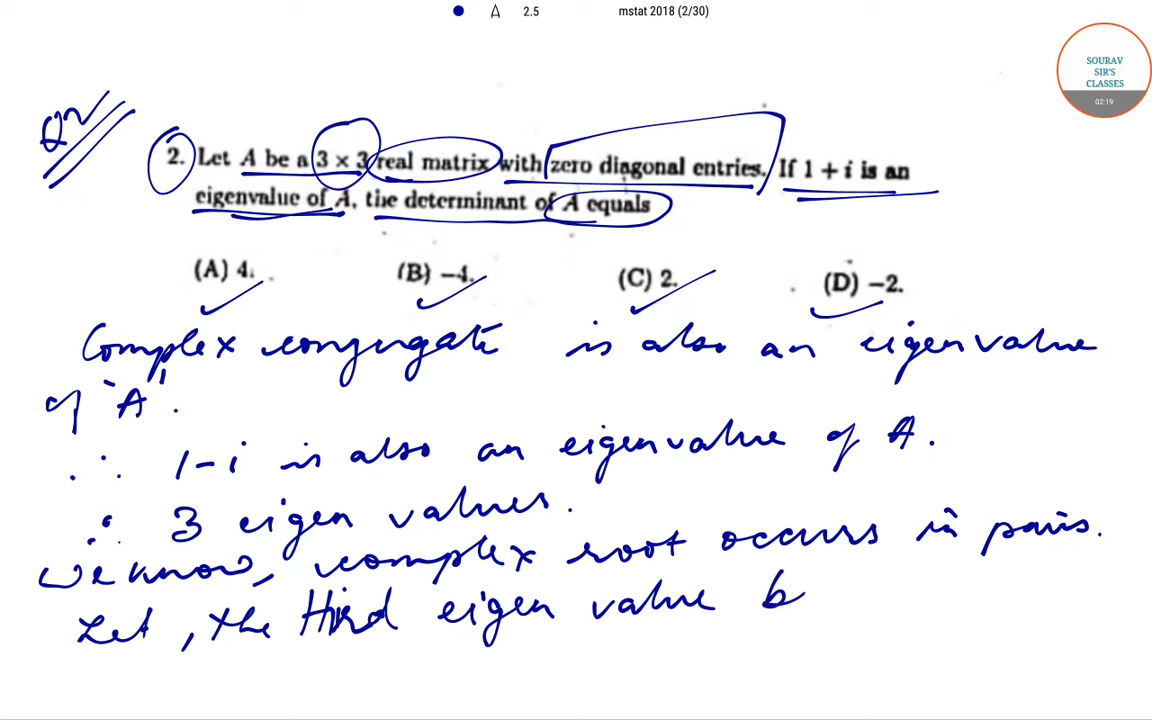 2.5
mstat 2018 (2/30)
SOURAV
SIR'S
CLASSES
02:19
2. Let A be a 3 × 3 real matrix with zero diagonal entries. If 1 + i is an
eigenvalue of A, the determinant of A equals
(A) 4. (B) −4. (C) 2. (D) −2.
Complex conjugate is also an eigenvalue
of 'A'.
∴ 1-i is also an eigenvalue of A.
∴ 3 eigen values.
We know, complex root occurs in pairs.
Let, the third eigen value b